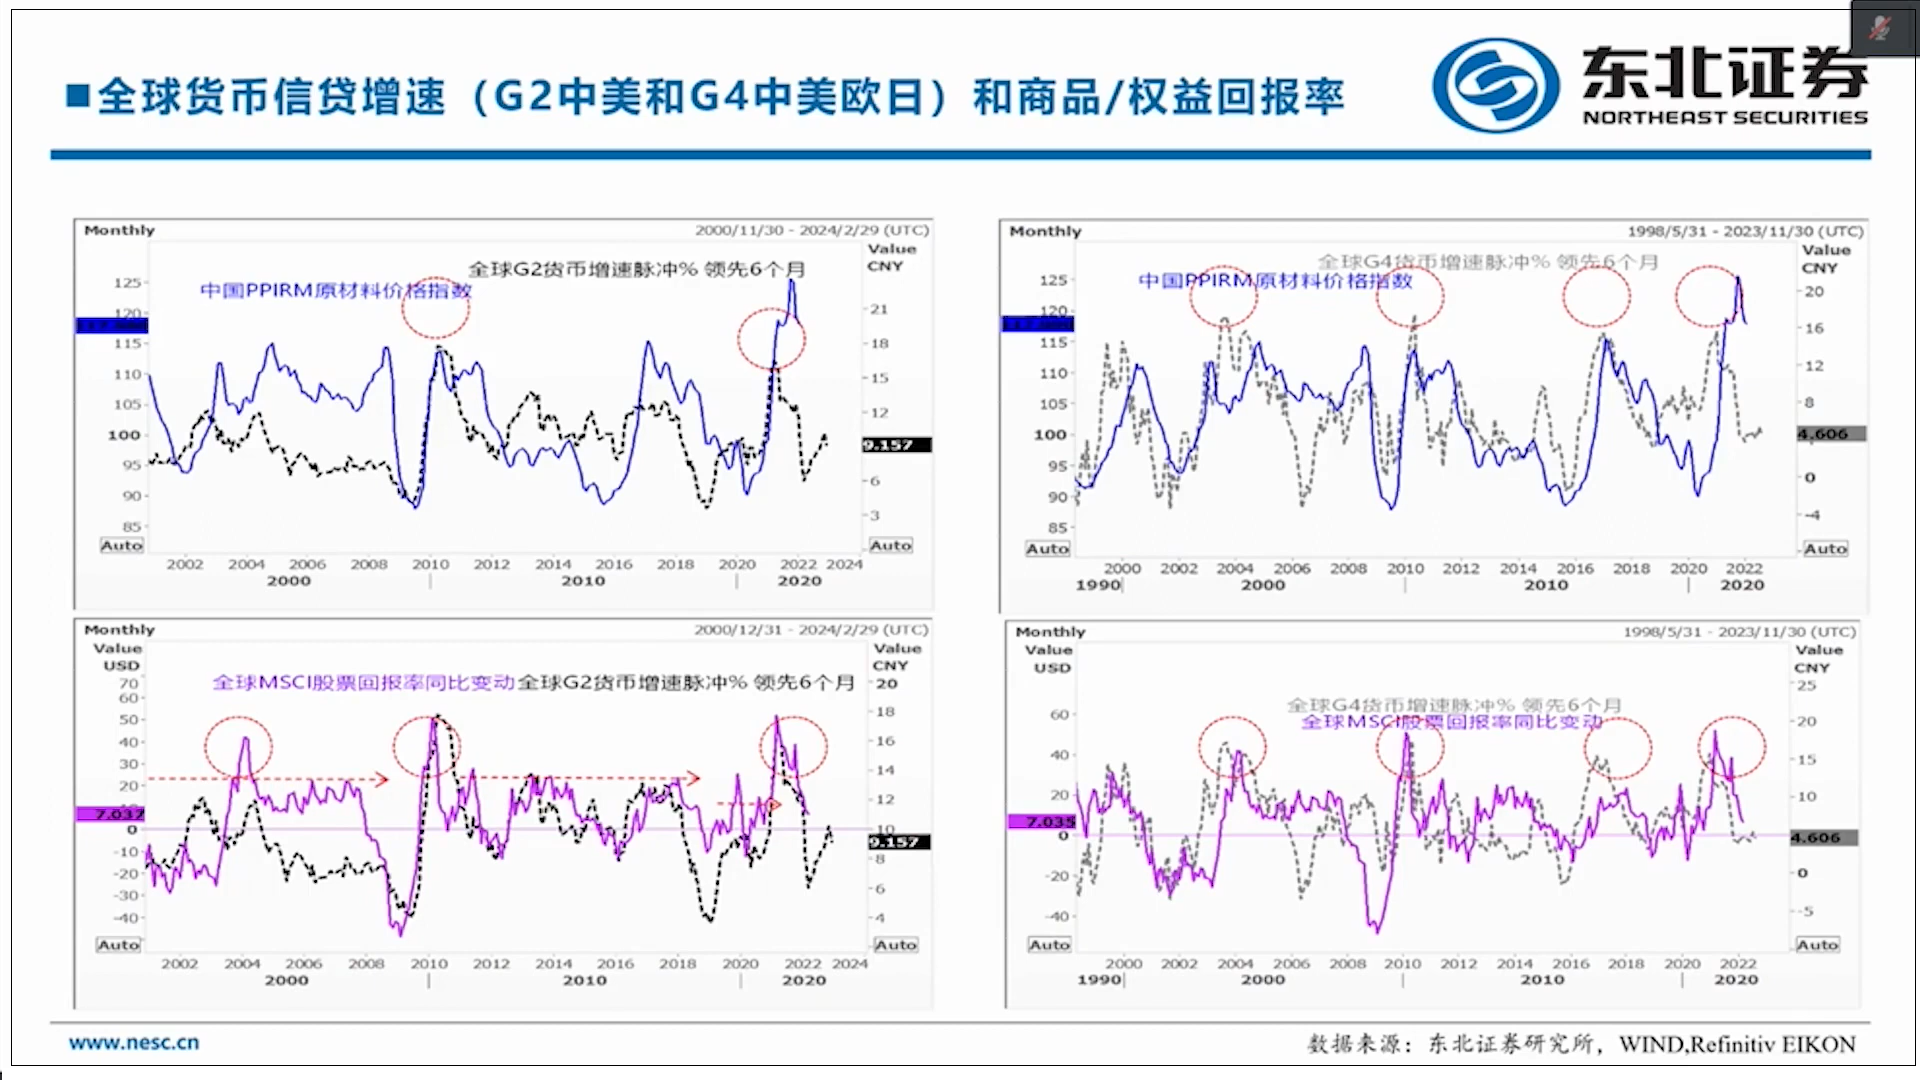 ■全球货币信贷增速（G2中美和G4中美欧日）和商品/权益回报率
东北证券
NORTHEAST SECURITIES
Monthly
2000/11/30 - 2024/2/29 (UTC)
Value
CNY
全球G2货币增速脉冲% 领先6个月
中国PPIRM原材料价格指数
125
120
115
110
105
100
95
90
85
21
18
15
12
9.157
6
3
Auto
Auto
2002 2004 2006 2008 2010 2012 2014 2016 2018 2020 2022 2024
2000 2010 2020
Monthly
1998/5/31 - 2023/11/30 (UTC)
Value
CNY
全球G4货币增速脉冲% 领先6个月
中国PPIRM原材料价格指数
125
120
115
110
105
100
95
90
85
20
16
12
8
4.606
0
-4
Auto
Auto
2000 2002 2004 2006 2008 2010 2012 2014 2016 2018 2020 2022
1990 2000 2010 2020
Monthly
2000/12/31 - 2024/2/29 (UTC)
Value
USD
Value
CNY
全球MSCI股票回报率同比变动 全球G2货币增速脉冲% 领先6个月
70
60
50
40
30
20
7.037
0
-10
-20
-30
-40
20
18
16
14
12
10
9.157
8
6
4
Auto
Auto
2002 2004 2006 2008 2010 2012 2014 2016 2018 2020 2022 2024
2000 2010 2020
Monthly
1998/5/31 - 2023/11/30 (UTC)
Value
USD
Value
CNY
全球G4货币增速脉冲% 领先6个月
全球MSCI股票回报率同比变动
60
40
20
7.035
0
-20
-40
25
20
15
10
4.606
0
-5
Auto
Auto
2000 2002 2004 2006 2008 2010 2012 2014 2016 2018 2020 2022
1990 2000 2010 2020
www.nesc.cn
数据来源：东北证券研究所，WIND,Refinitiv EIKON